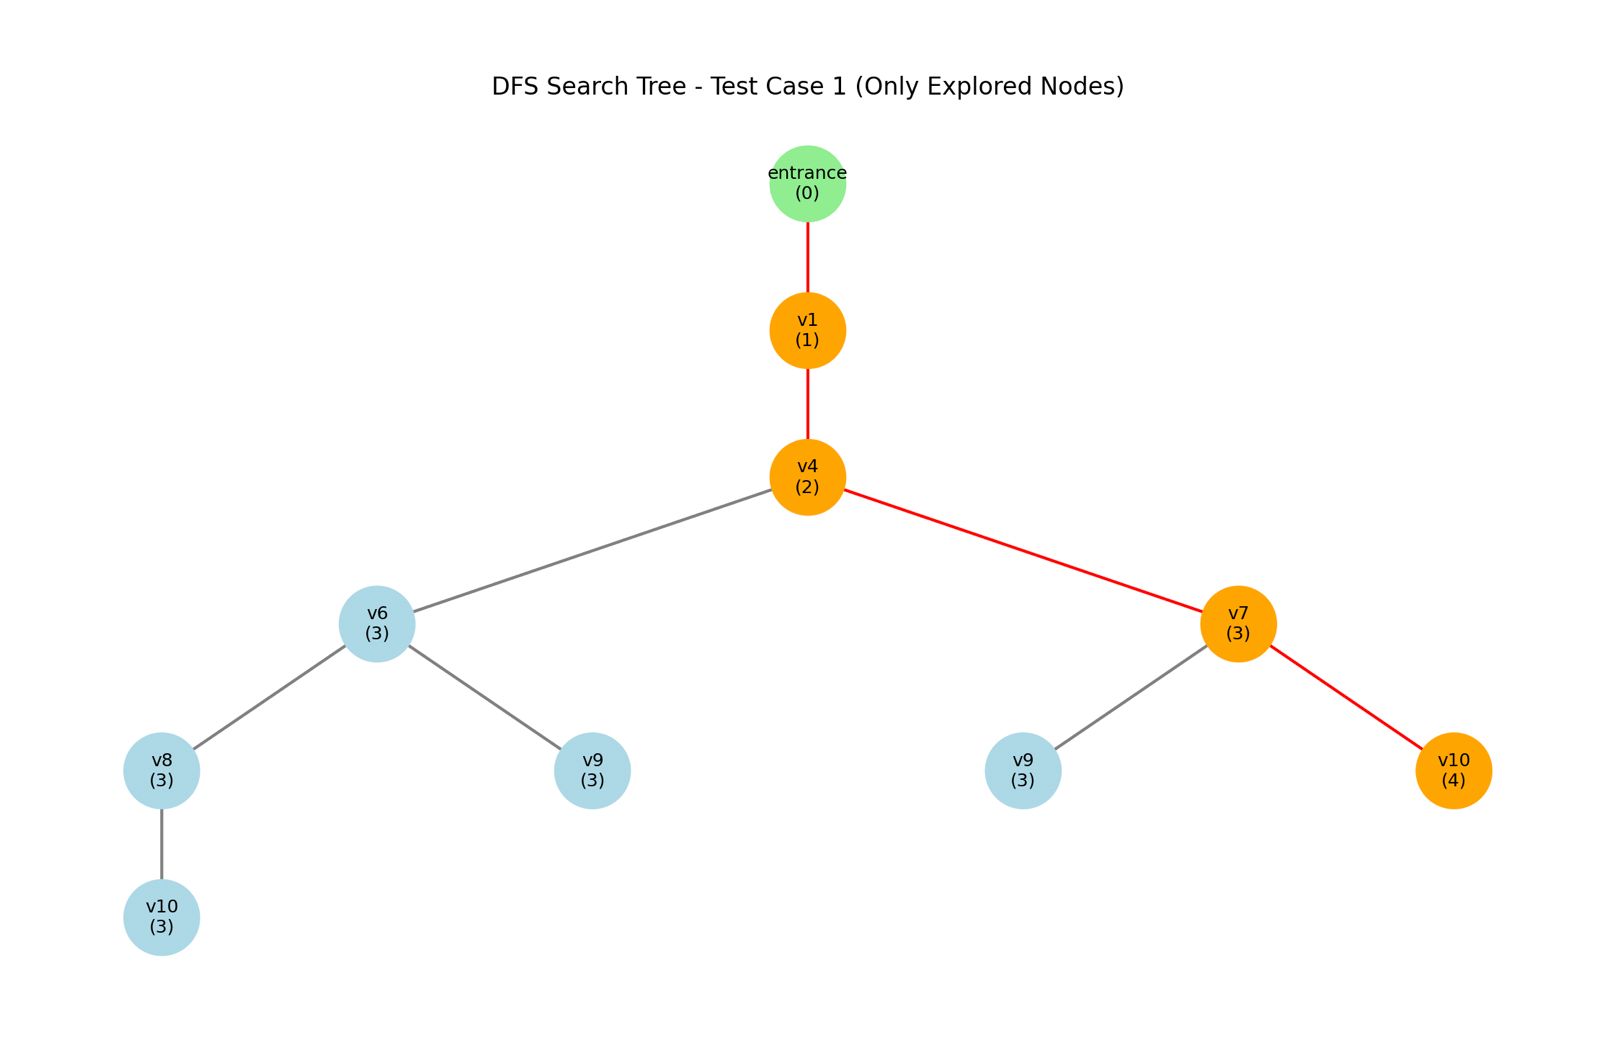 DFS Search Tree - Test Case 1 (Only Explored Nodes)
entrance
(0)
v1
(1)
v4
(2)
v6
(3)
v7
(3)
v8
(3)
v9
(3)
v9
(3)
v10
(4)
v10
(3)